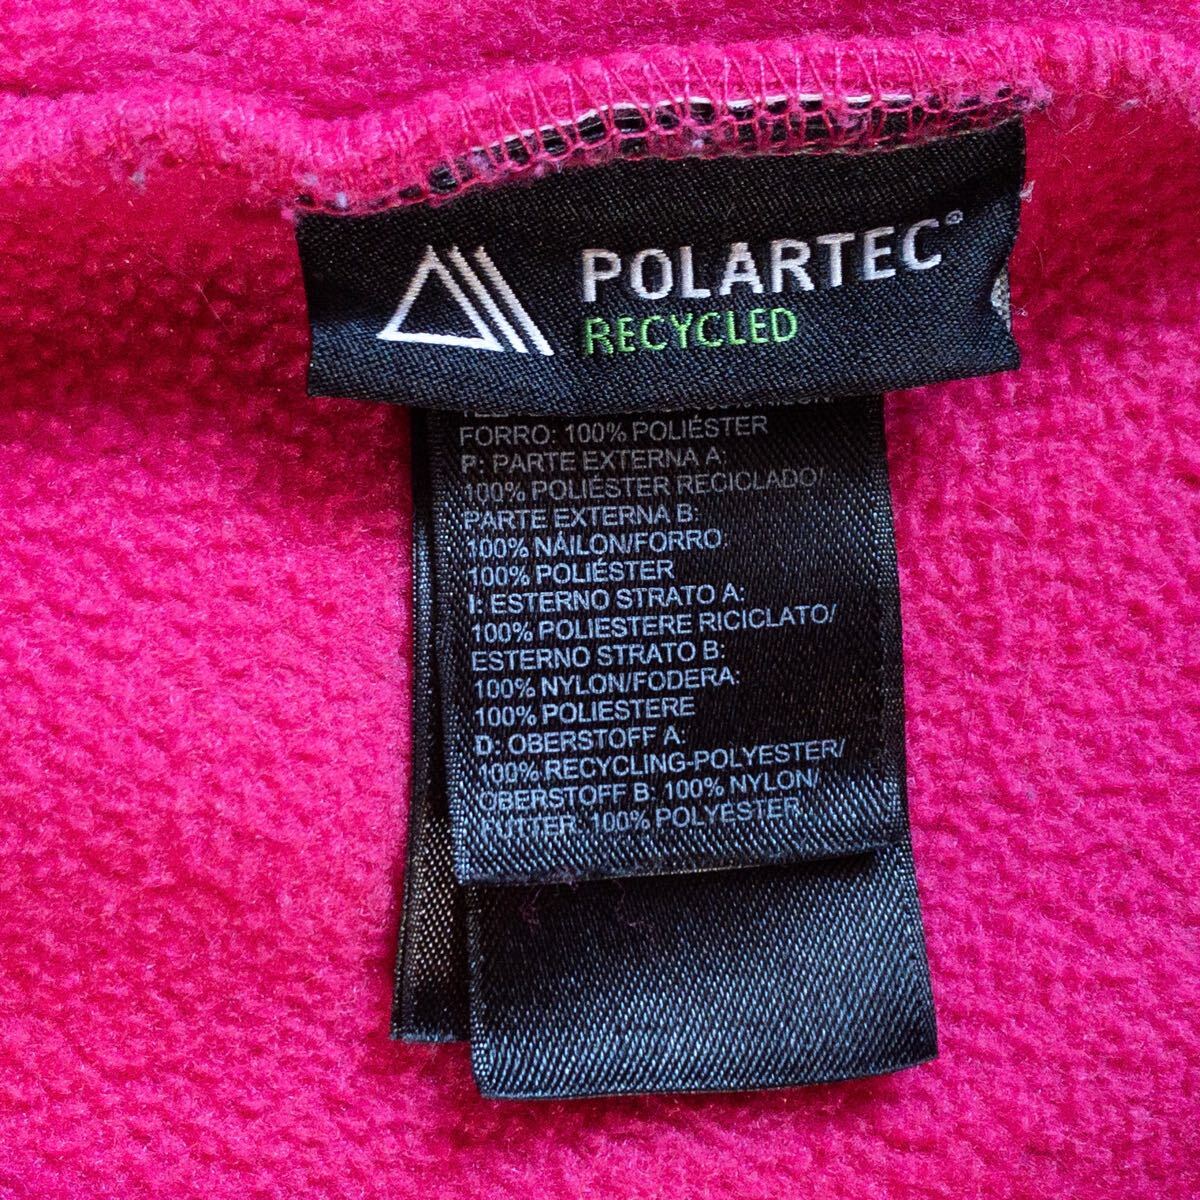 POLARTEC®
RECYCLED
FORRO: 100% POLIÉSTER
P: PARTE EXTERNA A:
100% POLIÉSTER RECICLADO/
PARTE EXTERNA B:
100% NÁILON/FORRO
100% POLIÉSTER
I: ESTERNO STRATO A:
100% POLIESTERE RICICLATO/
ESTERNO STRATO B:
100% NYLON/FODERA:
100% POLIESTERE
D: OBERSTOFF A:
100% RECYCLING-POLYESTER/
OBERSTOFF B: 100% NYLON/
FUTTER: 100% POLYESTER